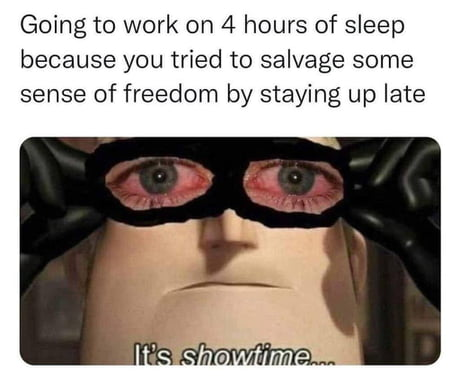 Going to work on 4 hours of sleep
because you tried to salvage some
sense of freedom by staying up late
It's showtime...